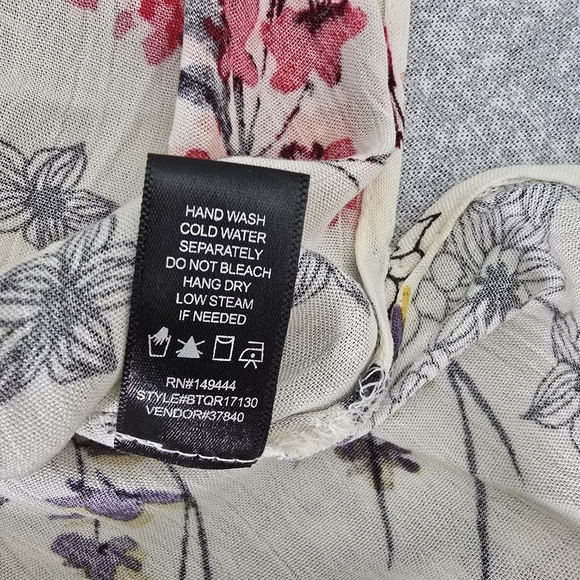 HAND WASH
COLD WATER
SEPARATELY
DO NOT BLEACH
HANG DRY
LOW STEAM
IF NEEDED
RN#149444
STYLE#BTQR17130
VENDOR#37840